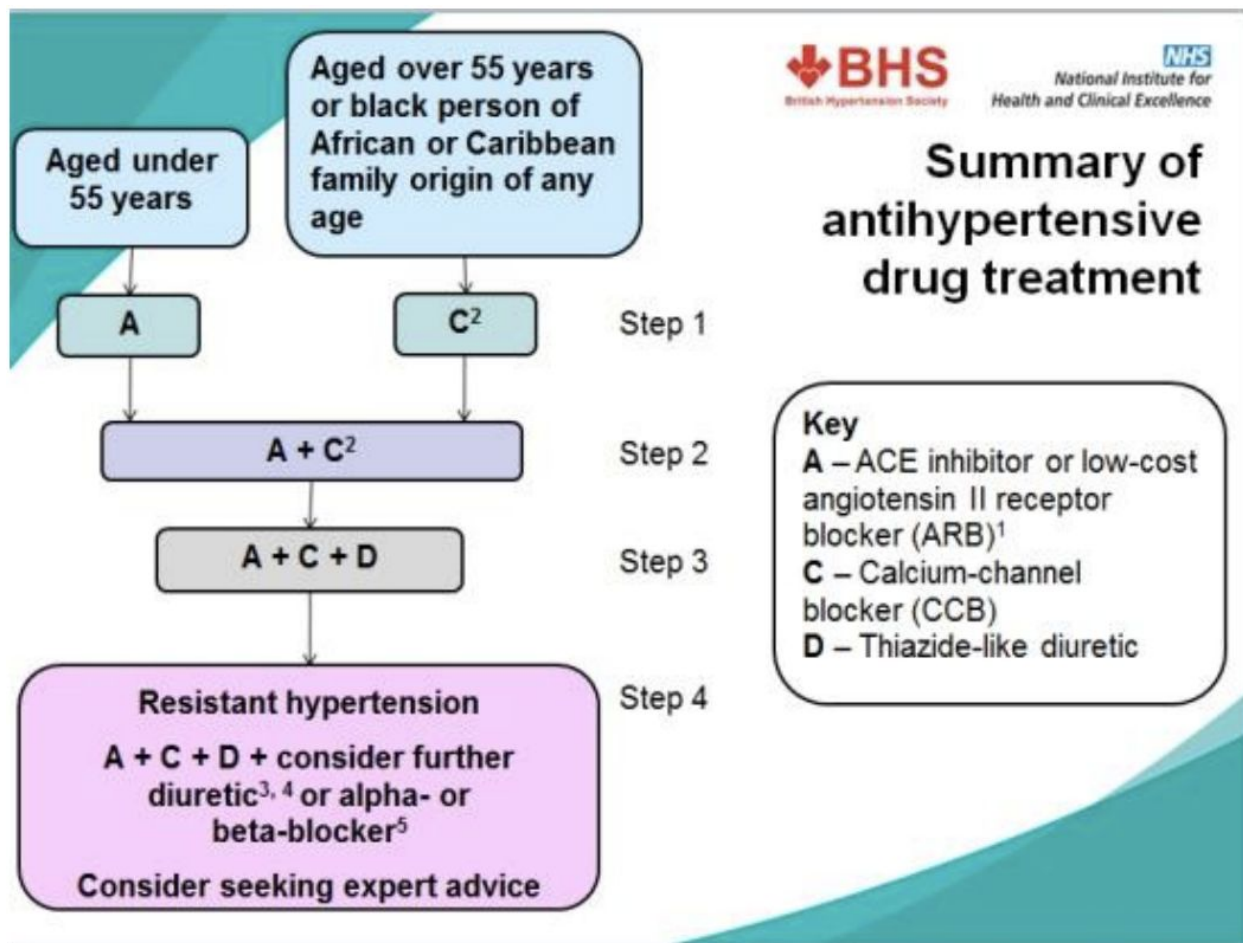 Aged over 55 years
or black person of
African or Caribbean
family origin of any
age
Aged under
55 years
BHS
British Hypertension Society
NHS
National Institute for
Health and Clinical Excellence
Summary of
antihypertensive
drug treatment
A
C²
Step 1
A + C²
Step 2
A + C + D
Step 3
Resistant hypertension
A + C + D + consider further
diuretic³, ⁴ or alpha- or
beta-blocker⁵
Consider seeking expert advice
Step 4
Key
A – ACE inhibitor or low-cost
angiotensin II receptor
blocker (ARB)¹
C – Calcium-channel
blocker (CCB)
D – Thiazide-like diuretic